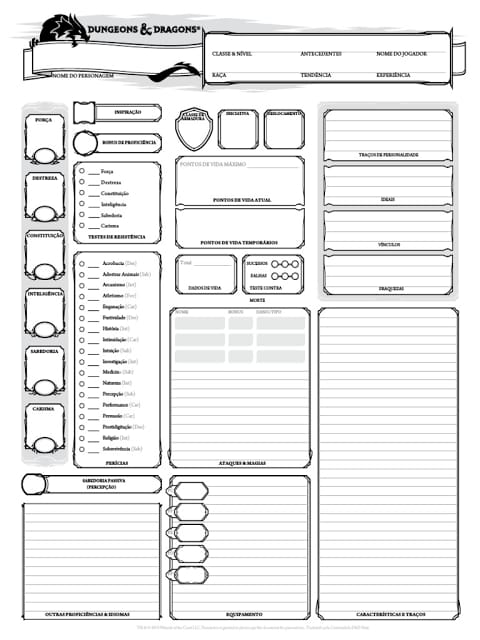 DUNGEONS & DRAGONS®
CLASSE & NÍVEL ANTECEDENTES NOME DO JOGADOR
NOME DO PERSONAGEM
RAÇA TENDÊNCIA EXPERIÊNCIA
FORÇA
DESTREZA
CONSTITUIÇÃO
INTELIGÊNCIA
SABEDORIA
CARISMA
INSPIRAÇÃO
BONUS DE PROFICIÊNCIA
Força
Destreza
Constituição
Inteligência
Sabedoria
Carisma
TESTES DE RESISTÊNCIA
Acrobacia (Des)
Adestrar Animais (Sab)
Arcanismo (Int)
Atletismo (For)
Enganação (Car)
Furtividade (Des)
História (Int)
Intimidação (Car)
Intuição (Sab)
Investigação (Int)
Medicina (Sab)
Natureza (Int)
Percepção (Sab)
Performance (Car)
Persuasão (Car)
Prestidigitação (Des)
Religião (Int)
Sobrevivência (Sab)
PERÍCIAS
SABEDORIA PASSIVA
(PERCEPÇÃO)
OUTRAS PROFICIÊNCIAS & IDIOMAS
CLASSE DE
ARMADURA
INICIATIVA
DESLOCAMENTO
PONTOS DE VIDA MÁXIMO
PONTOS DE VIDA ATUAL
PONTOS DE VIDA TEMPORÁRIOS
Total
DADOS DE VIDA
SUCESSOS
FALHAS
TESTE CONTRA
MORTE
NOME BONUS DANO/TIPO
ATAQUES & MAGIAS
EQUIPAMENTO
TRAÇOS DE PERSONALIDADE
IDEAIS
VÍNCULOS
FRAQUEZAS
CARACTERÍSTICAS E TRAÇOS